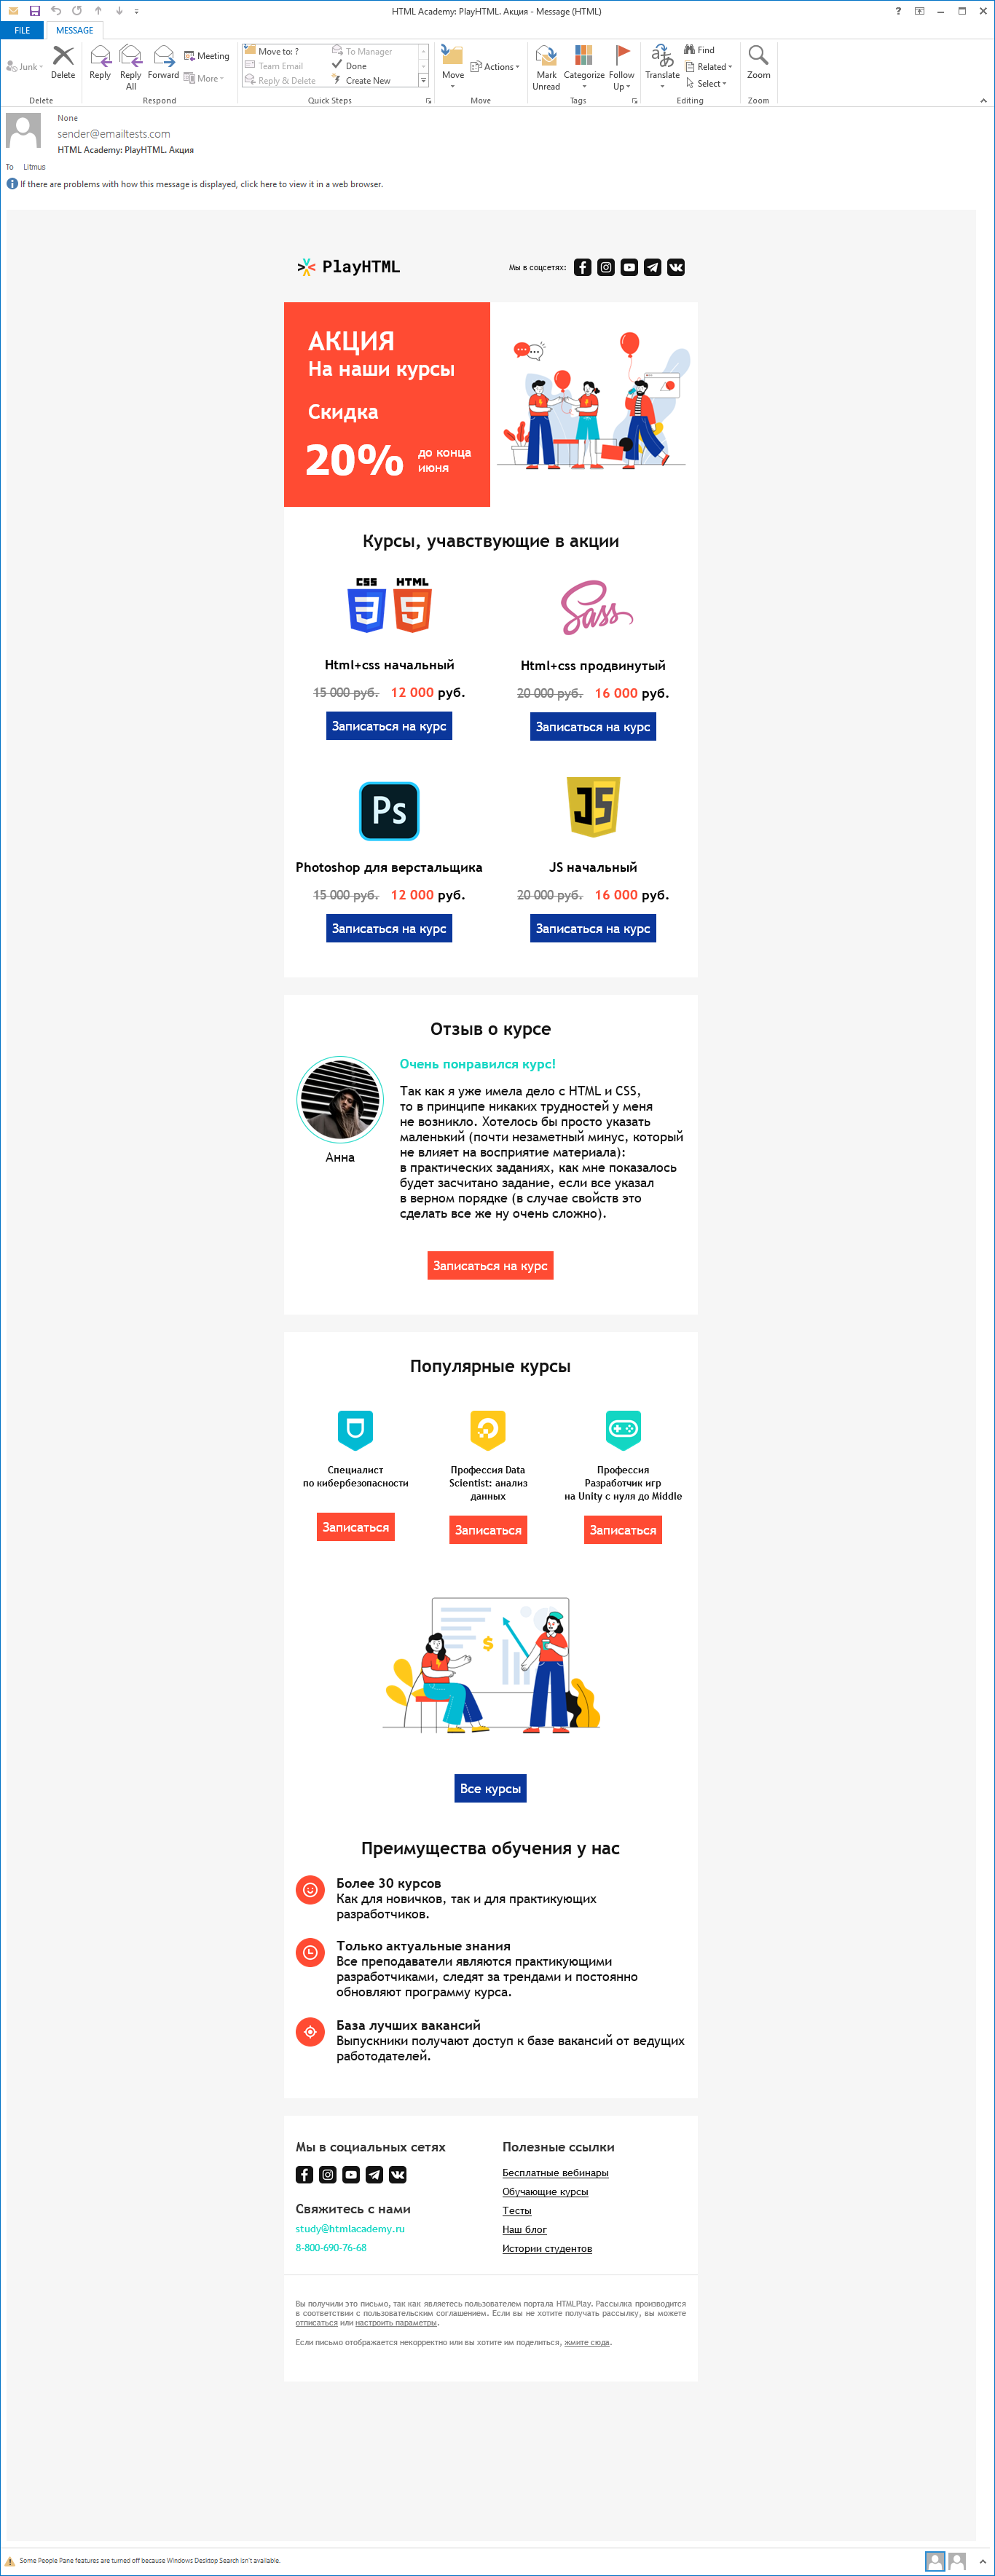 HTML Academy: PlayHTML. Акция - Message (HTML)
FILE
MESSAGE
Junk
Delete
Delete
Reply
Reply All
Forward
Meeting
More
Respond
Move to: ?
Team Email
Reply & Delete
To Manager
Done
Create New
Quick Steps
Move
Actions
Move
Mark Unread
Categorize
Follow Up
Tags
Translate
Find
Related
Select
Editing
Zoom
Zoom
None
sender@emailtests.com
HTML Academy: PlayHTML. Акция
To Litmus
If there are problems with how this message is displayed, click here to view it in a web browser.
PlayHTML
Мы в соцсетях:
АКЦИЯ
На наши курсы
Скидка
20%
до конца
июня
Курсы, учавствующие в акции
CSS HTML
3 5
Sass
Html+css начальный
15 000 руб. 12 000 руб.
Записаться на курс
Html+css продвинутый
20 000 руб. 16 000 руб.
Записаться на курс
Ps
JS
Photoshop для верстальщика
15 000 руб. 12 000 руб.
Записаться на курс
JS начальный
20 000 руб. 16 000 руб.
Записаться на курс
Отзыв о курсе
Анна
Очень понравился курс!
Так как я уже имела дело с HTML и CSS,
то в принципе никаких трудностей у меня
не возникло. Хотелось бы просто указать
маленький (почти незаметный минус, который
не влияет на восприятие материала):
в практических заданиях, как мне показалось
будет засчитано задание, если все указал
в верном порядке (в случае свойств это
сделать все же ну очень сложно).
Записаться на курс
Популярные курсы
Специалист
по кибербезопасности
Записаться
Профессия Data
Scientist: анализ
данных
Записаться
Профессия
Разработчик игр
на Unity с нуля до Middle
Записаться
$
Все курсы
Преимущества обучения у нас
Более 30 курсов
Как для новичков, так и для практикующих
разработчиков.
Только актуальные знания
Все преподаватели являются практикующими
разработчиками, следят за трендами и постоянно
обновляют программу курса.
База лучших вакансий
Выпускники получают доступ к базе вакансий от ведущих
работодателей.
Мы в социальных сетях
Свяжитесь с нами
study@htmlacademy.ru
8-800-690-76-68
Полезные ссылки
Бесплатные вебинары
Обучающие курсы
Тесты
Наш блог
Истории студентов
Вы получили это письмо, так как являетесь пользователем портала HTMLPlay. Рассылка производится
в соответствии с пользовательским соглашением. Если вы не хотите получать рассылку, вы можете
отписаться или настроить параметры.
Если письмо отображается некорректно или вы хотите им поделиться, жмите сюда.
Some People Pane features are turned off because Windows Desktop Search isn't available.